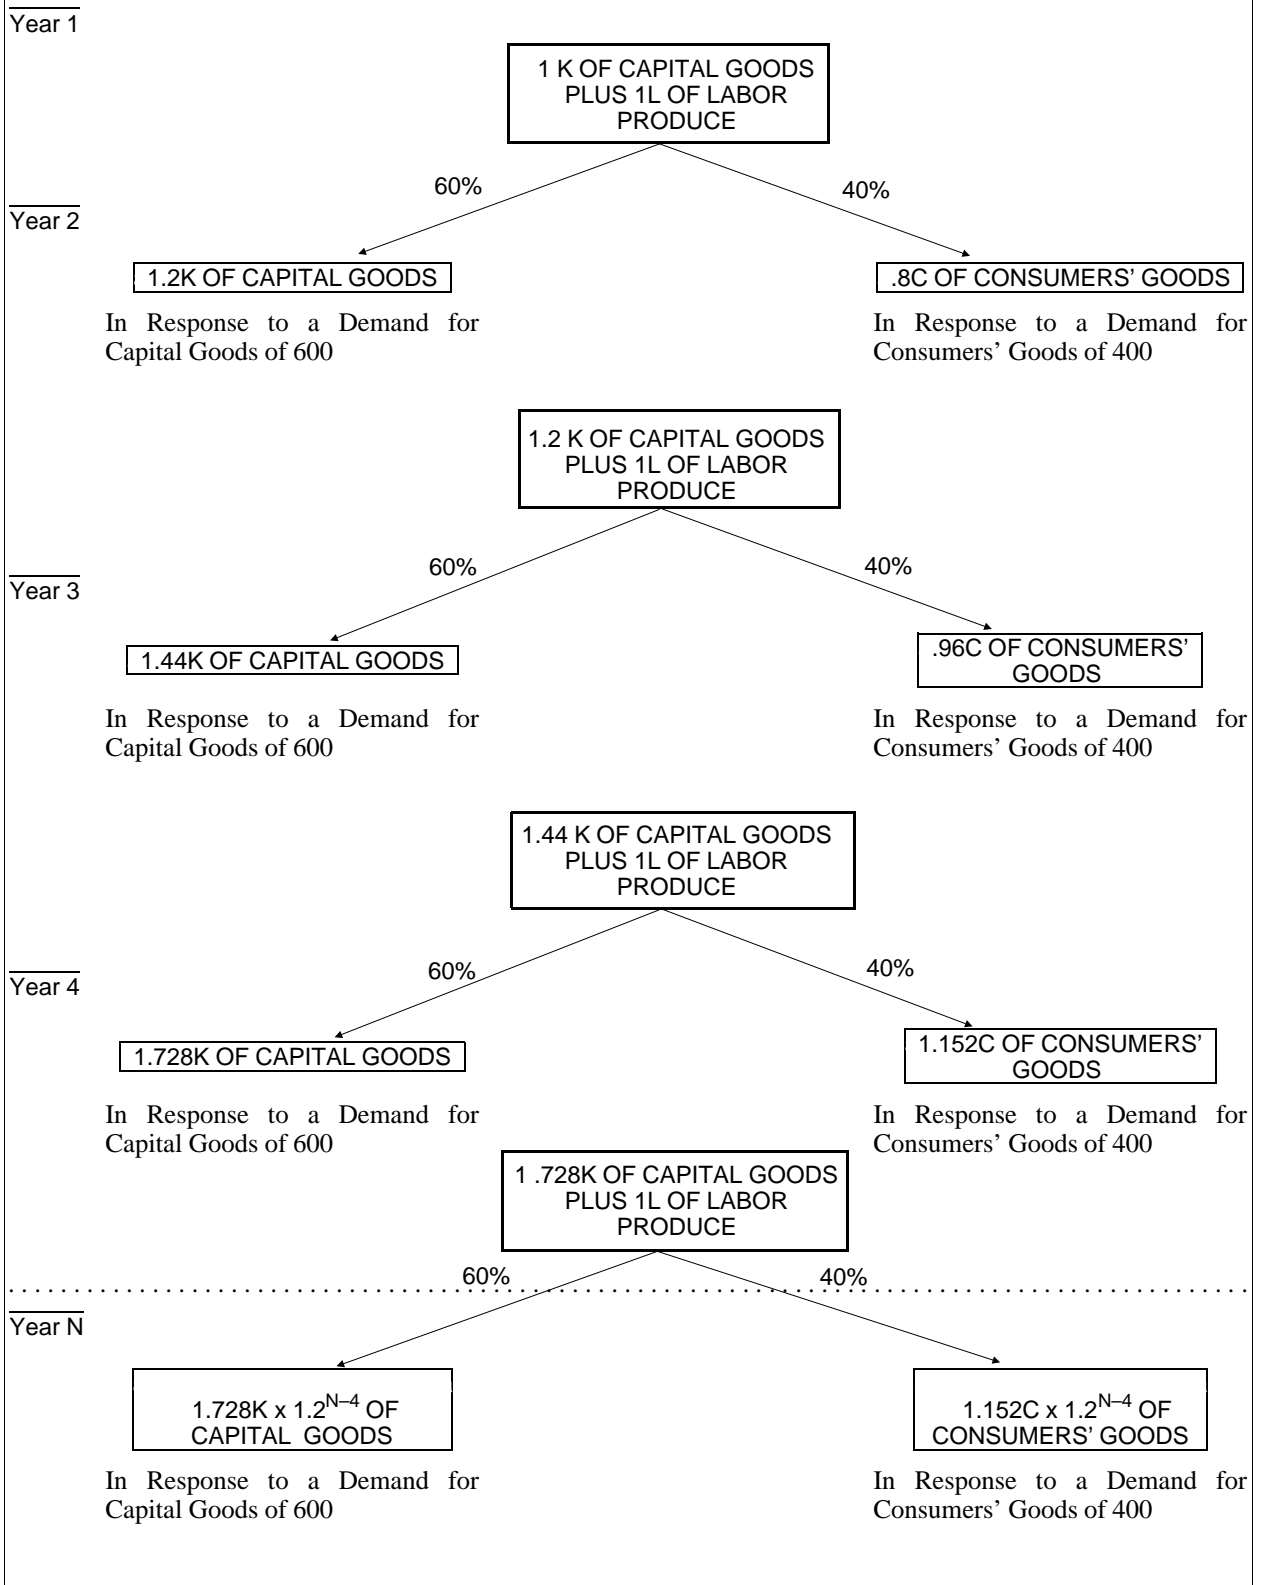 Year 1
1 K OF CAPITAL GOODS
PLUS 1L OF LABOR
PRODUCE
60%
40%
Year 2
1.2K OF CAPITAL GOODS
.8C OF CONSUMERS' GOODS
In Response to a Demand for
Capital Goods of 600
In Response to a Demand for
Consumers' Goods of 400
1.2 K OF CAPITAL GOODS
PLUS 1L OF LABOR
PRODUCE
60%
40%
Year 3
1.44K OF CAPITAL GOODS
.96C OF CONSUMERS'
GOODS
In Response to a Demand for
Capital Goods of 600
In Response to a Demand for
Consumers' Goods of 400
1.44 K OF CAPITAL GOODS
PLUS 1L OF LABOR
PRODUCE
60%
40%
Year 4
1.728K OF CAPITAL GOODS
1.152C OF CONSUMERS'
GOODS
In Response to a Demand for
Capital Goods of 600
In Response to a Demand for
Consumers' Goods of 400
1 .728K OF CAPITAL GOODS
PLUS 1L OF LABOR
PRODUCE
60%
40%
Year N
1.728K x 1.2^N–4 OF
CAPITAL GOODS
1.152C x 1.2^N–4 OF
CONSUMERS' GOODS
In Response to a Demand for
Capital Goods of 600
In Response to a Demand for
Consumers' Goods of 400